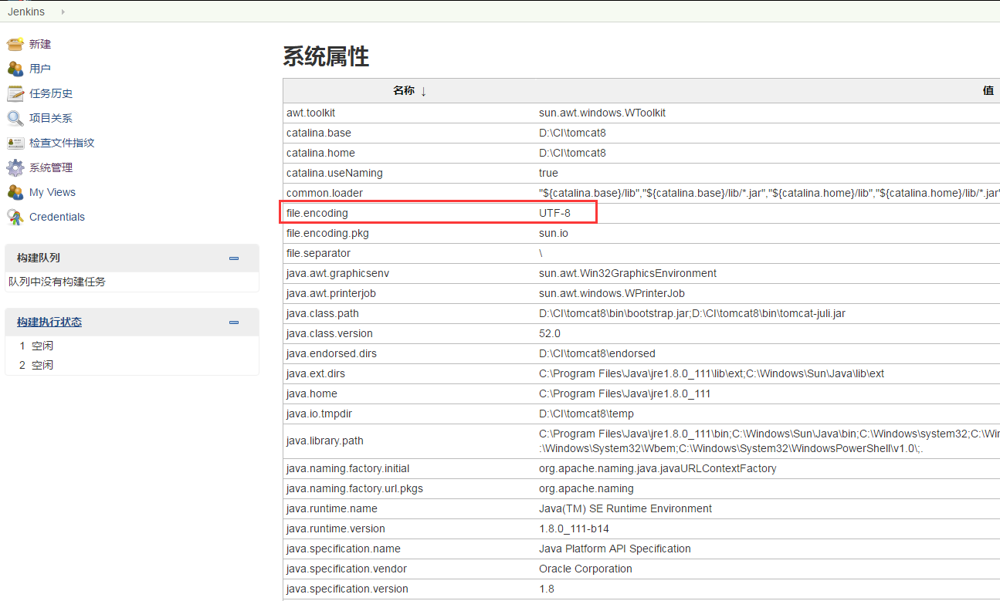 Jenkins
新建
用户
任务历史
项目关系
检查文件指纹
系统管理
My Views
Credentials
构建队列
队列中没有构建任务
构建执行状态
1 空闲
2 空闲
系统属性
名称 ↓ 值
awt.toolkit sun.awt.windows.WToolkit
catalina.base D:\CI\tomcat8
catalina.home D:\CI\tomcat8
catalina.useNaming true
common.loader "${catalina.base}/lib","${catalina.base}/lib/*.jar","${catalina.home}/lib","${catalina.home}/lib/*.jar"
file.encoding UTF-8
file.encoding.pkg sun.io
file.separator \
java.awt.graphicsenv sun.awt.Win32GraphicsEnvironment
java.awt.printerjob sun.awt.windows.WPrinterJob
java.class.path D:\CI\tomcat8\bin\bootstrap.jar;D:\CI\tomcat8\bin\tomcat-juli.jar
java.class.version 52.0
java.endorsed.dirs D:\CI\tomcat8\endorsed
java.ext.dirs C:\Program Files\Java\jre1.8.0_111\lib\ext;C:\Windows\Sun\Java\lib\ext
java.home C:\Program Files\Java\jre1.8.0_111
java.io.tmpdir D:\CI\tomcat8\temp
java.library.path C:\Program Files\Java\jre1.8.0_111\bin;C:\Windows\Sun\Java\bin;C:\Windows\system32;C:\Win
:\Windows\System32\Wbem;C:\Windows\System32\WindowsPowerShell\v1.0\;.
java.naming.factory.initial org.apache.naming.java.javaURLContextFactory
java.naming.factory.url.pkgs org.apache.naming
java.runtime.name Java(TM) SE Runtime Environment
java.runtime.version 1.8.0_111-b14
java.specification.name Java Platform API Specification
java.specification.vendor Oracle Corporation
java.specification.version 1.8